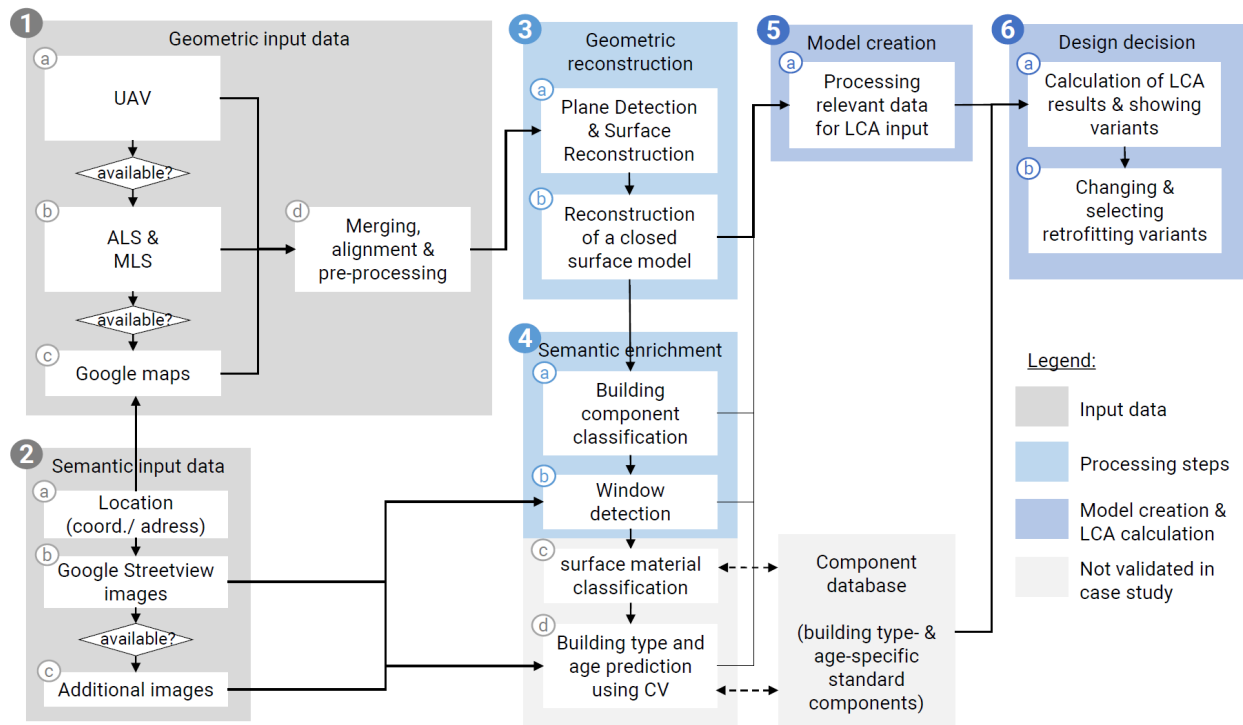 1
Geometric input data
a
UAV
available?
b
ALS &
MLS
available?
c
Google maps
d
Merging,
alignment &
pre-processing
2
Semantic input data
a
Location
(coord./ adress)
b
Google Streetview
images
available?
c
Additional images
3
Geometric
reconstruction
a
Plane Detection
& Surface
Reconstruction
b
Reconstruction
of a closed
surface model
4
Semantic enrichment
a
Building
component
classification
b
Window
detection
c
surface material
classification
d
Building type and
age prediction
using CV
Component
database
(building type- &
age-specific
standard
components)
5
Model creation
a
Processing
relevant data
for LCA input
6
Design decision
a
Calculation of LCA
results & showing
variants
b
Changing &
selecting
retrofitting variants
Legend:
Input data
Processing steps
Model creation &
LCA calculation
Not validated in
case study